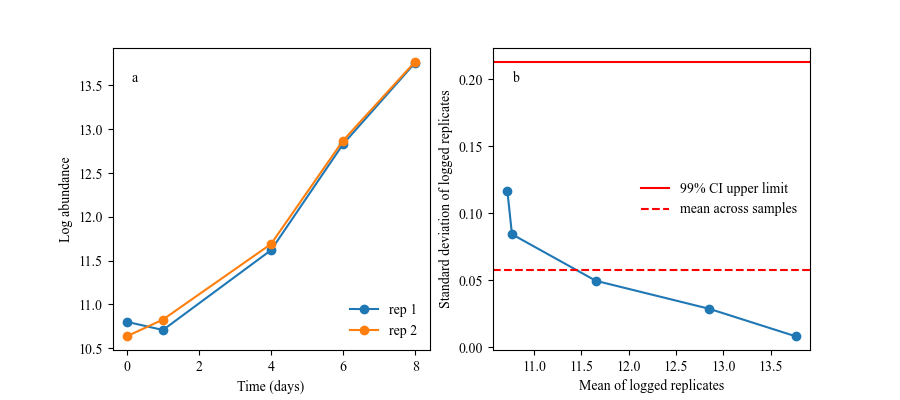 a
Log abundance
13.5
13.0
12.5
12.0
11.5
11.0
10.5
0
2
4
6
8
Time (days)
rep 1
rep 2
b
Standard deviation of logged replicates
0.20
0.15
0.10
0.05
0.00
11.0
11.5
12.0
12.5
13.0
13.5
Mean of logged replicates
99% CI upper limit
mean across samples